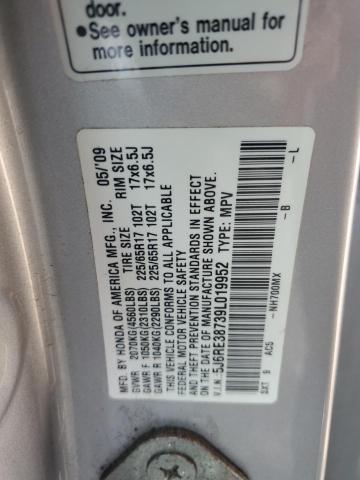 door.
•See owner's manual for
more information.
MFD. BY HONDA OF AMERICA MFG., INC. 05/'09
TIRE SIZE RIM SIZE
GVWR 2070KG(4560LBS) 225/65R17 102T 17x6.5J
GAWR F 1050KG(2310LBS) 225/65R17 102T 17x6.5J
GAWR R 1040KG(2290LBS)
THIS VEHICLE CONFORMS TO ALL APPLICABLE
FEDERAL MOTOR VEHICLE SAFETY
AND THEFT PREVENTION STANDARDS IN EFFECT
ON THE DATE OF MANUFACTURE SHOWN ABOVE.
V.I.N.: 5J6RE38739L019952 TYPE: MPV
-NH700MX -B -L
SXT 9 AC5